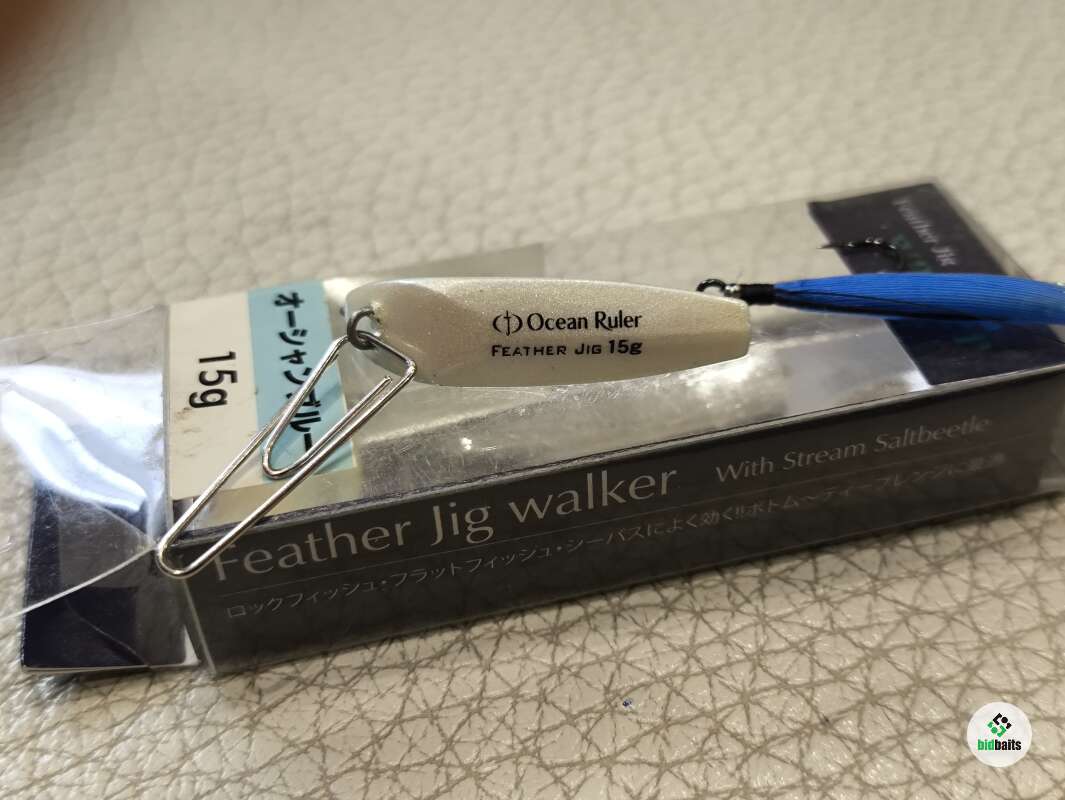 オーシャンブルー
15g
Ocean Ruler
FEATHER JIG 15g
Feather Jig
Feather Jig walker With Stream Saltbeetle
ロックフィッシュ・フラットフィッシュ・シーバスによく効く!!ボトム〜ディープレンジに最適
bidbaits